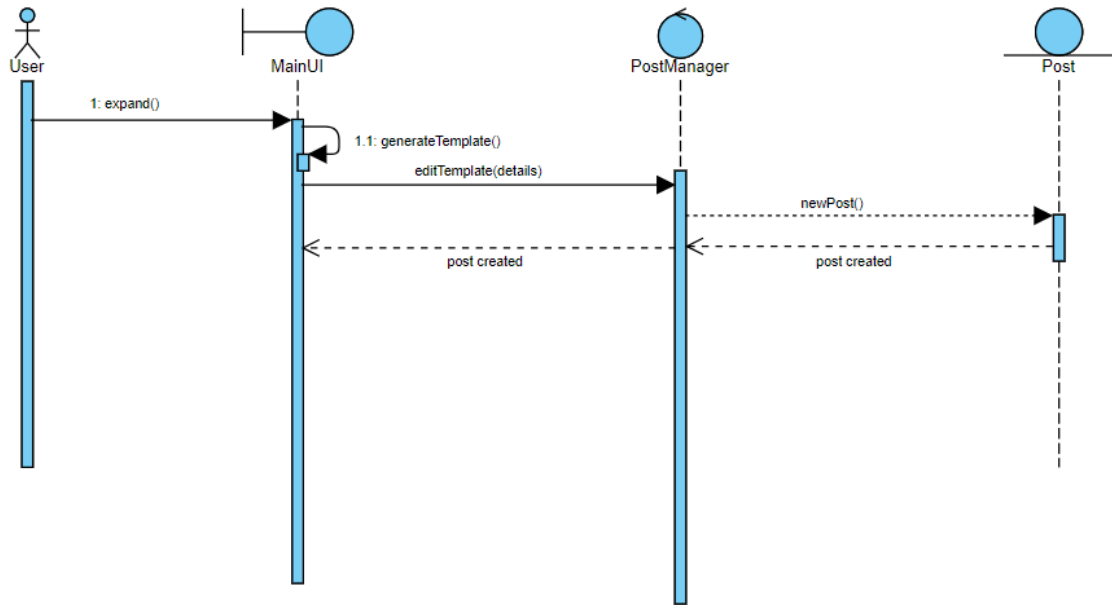 User
MainUI
PostManager
Post
1: expand()
1.1: generateTemplate()
editTemplate(details)
newPost()
post created
post created